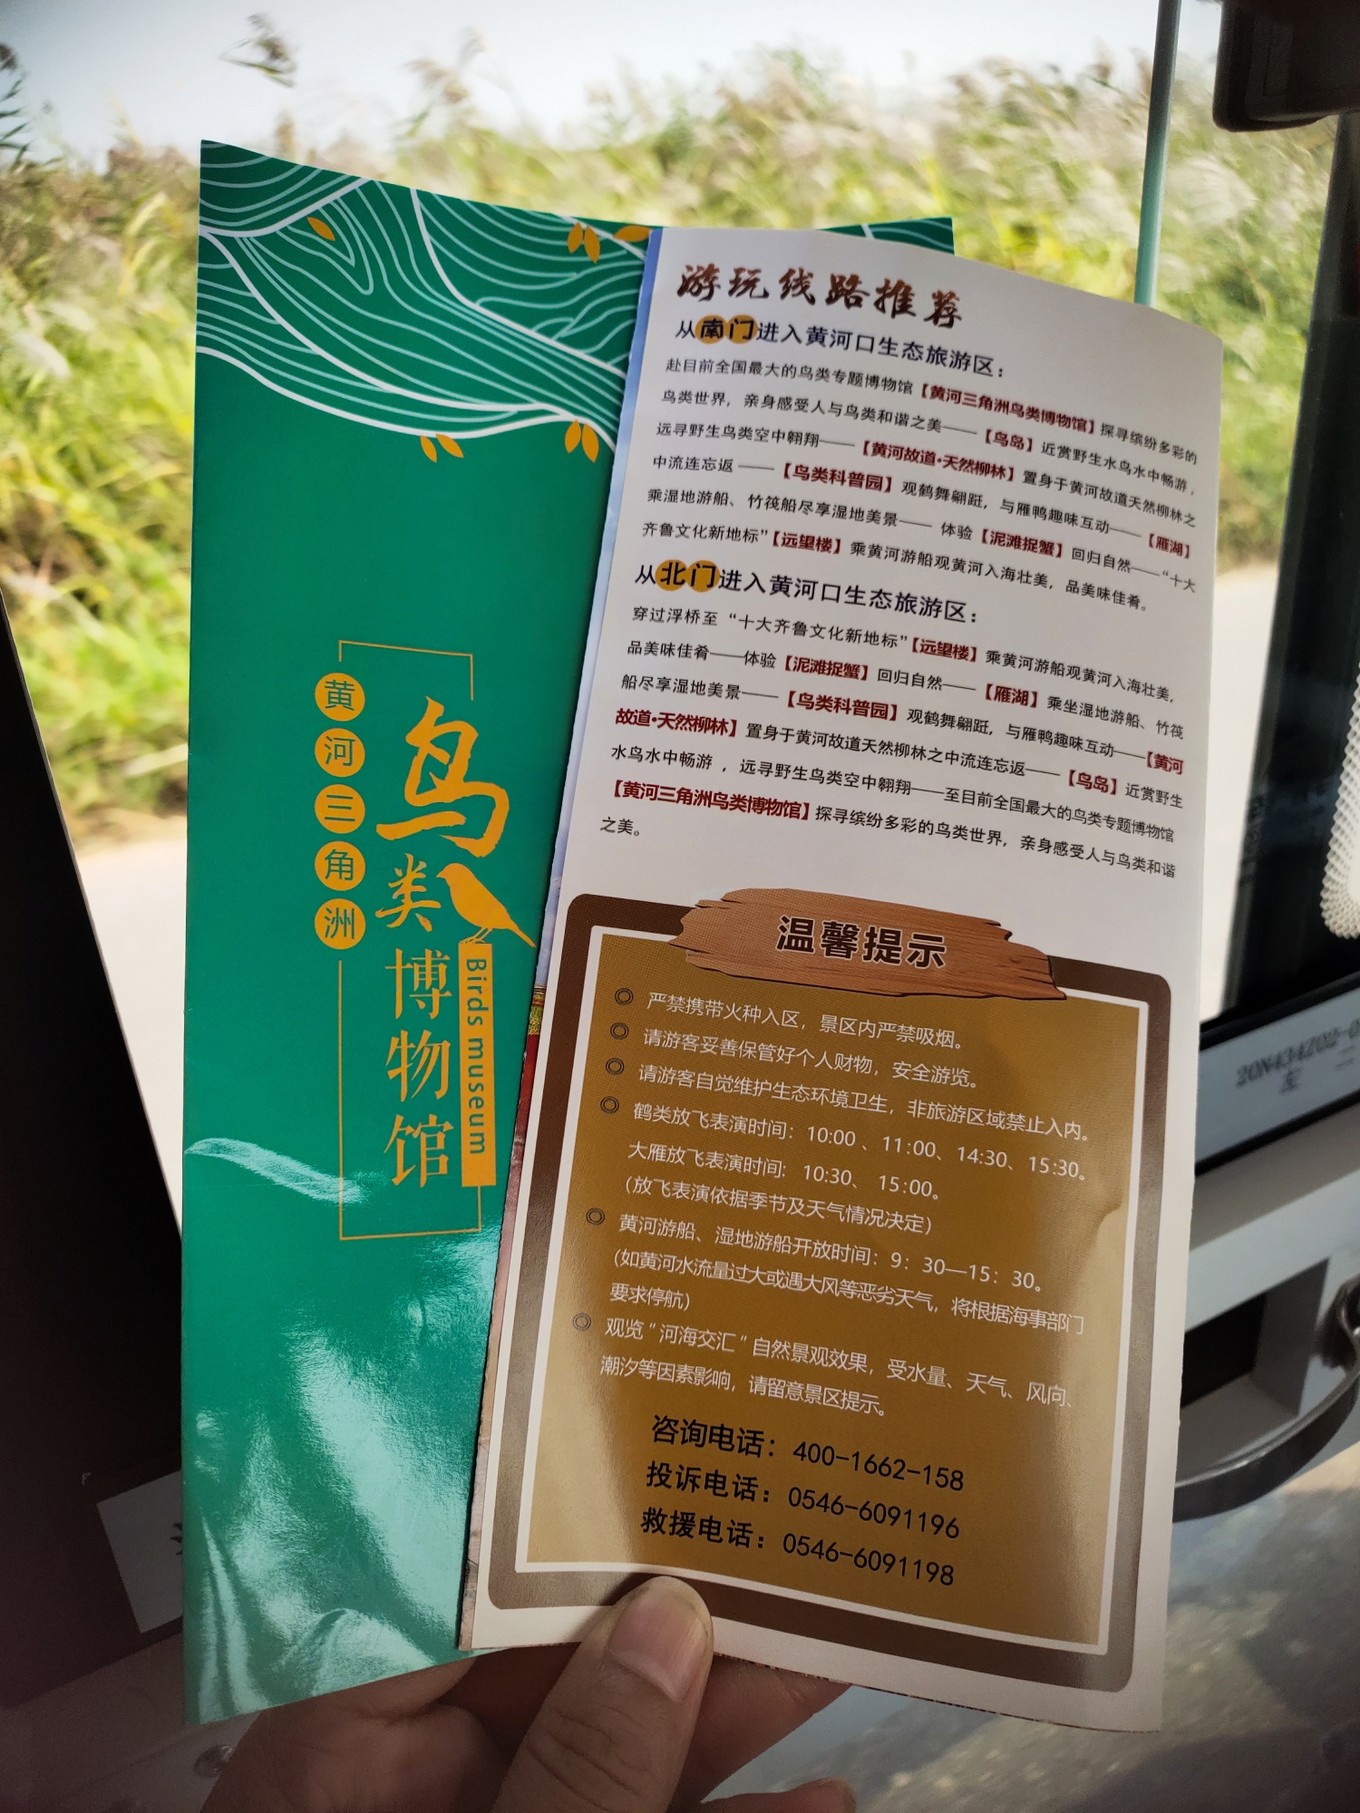 黄河三角洲
鸟类博物馆
Birds museum
游玩线路推荐
从南门进入黄河口生态旅游区：
赴目前全国最大的鸟类专题博物馆【黄河三角洲鸟类博物馆】探寻缤纷多彩的
鸟类世界，亲身感受人与鸟类和谐之美——【鸟岛】近赏野生水鸟水中畅游，
远寻野生鸟类空中翱翔——【黄河故道·天然柳林】置身于黄河故道天然柳林之
中流连忘返——【鸟类科普园】观鹤舞翩跹，与雁鸭趣味互动——【雁湖】
乘湿地游船、竹筏船尽享湿地美景—— 体验【泥滩捉蟹】回归自然——“十大
齐鲁文化新地标”【远望楼】乘黄河游船观黄河入海壮美，品美味佳肴。
从北门进入黄河口生态旅游区：
穿过浮桥至“十大齐鲁文化新地标”【远望楼】乘黄河游船观黄河入海壮美，
品美味佳肴——体验【泥滩捉蟹】回归自然——【雁湖】乘坐湿地游船、竹筏
船尽享湿地美景——【鸟类科普园】观鹤舞翩跹，与雁鸭趣味互动——【黄河
故道·天然柳林】置身于黄河故道天然柳林之中流连忘返——【鸟岛】近赏野生
水鸟水中畅游，远寻野生鸟类空中翱翔——至目前全国最大的鸟类专题博物馆
【黄河三角洲鸟类博物馆】探寻缤纷多彩的鸟类世界，亲身感受人与鸟类和谐
之美。
温馨提示
◎ 严禁携带火种入区，景区内严禁吸烟。
◎ 请游客妥善保管好个人财物，安全游览。
◎ 请游客自觉维护生态环境卫生，非旅游区域禁止入内。
◎ 鹤类放飞表演时间：10:00 、11:00、14:30、15:30。
大雁放飞表演时间：10:30、 15:00。
（放飞表演依据季节及天气情况决定）
◎ 黄河游船、湿地游船开放时间：9：30—15：30。
（如黄河水流量过大或遇大风等恶劣天气，将根据海事部门
要求停航）
◎ 观览"河海交汇"自然景观效果，受水量、天气、风向、
潮汐等因素影响，请留意景区提示。
咨询电话：400-1662-158
投诉电话：0546-6091196
救援电话：0546-6091198